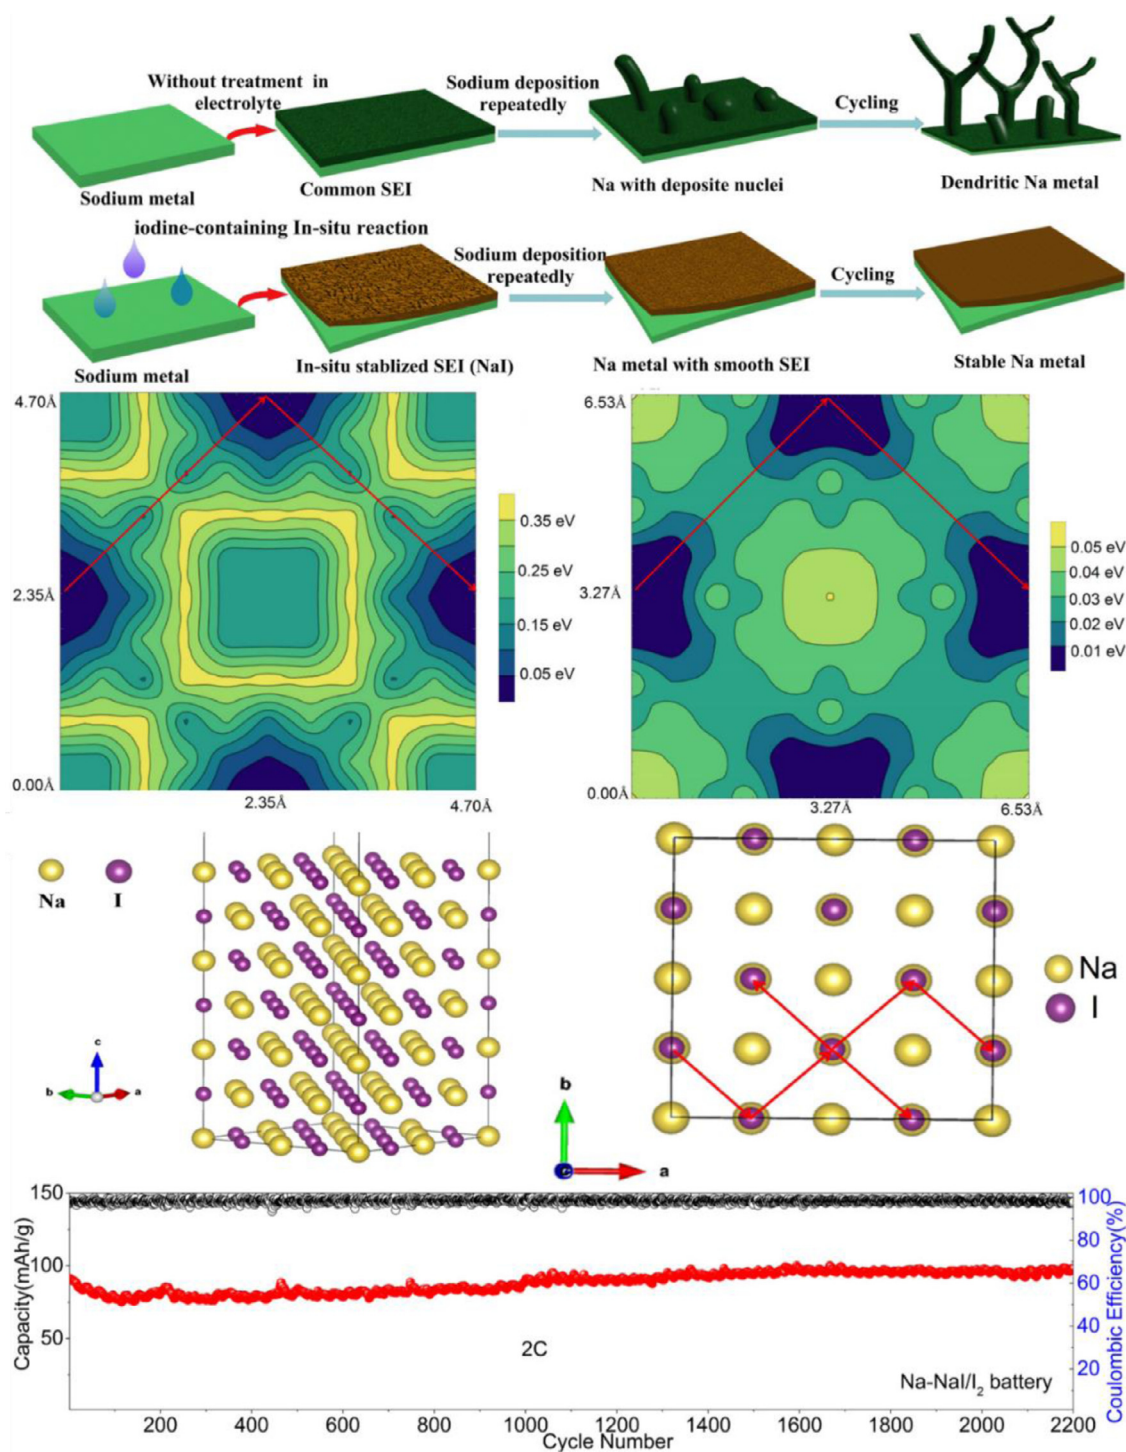 Without treatment in
electrolyte
Sodium deposition
repeatedly
Cycling
Sodium metal
Common SEI
Na with deposite nuclei
Dendritic Na metal
iodine-containing In-situ reaction
Sodium deposition
repeatedly
Cycling
Sodium metal
In-situ stablized SEI (NaI)
Na metal with smooth SEI
Stable Na metal
4.70Å
2.35Å
0.00Å
2.35Å
4.70Å
0.35 eV
0.25 eV
0.15 eV
0.05 eV
6.53Å
3.27Å
0.00Å
3.27Å
6.53Å
0.05 eV
0.04 eV
0.03 eV
0.02 eV
0.01 eV
Na
I
c
b
a
Na
I
b
c
a
Capacity(mAh/g)
150
100
50
Coulombic Efficiency(%)
100
80
60
40
20
2C
Na-NaI/I₂ battery
200 400 600 800 1000 1200 1400 1600 1800 2000 2200
Cycle Number